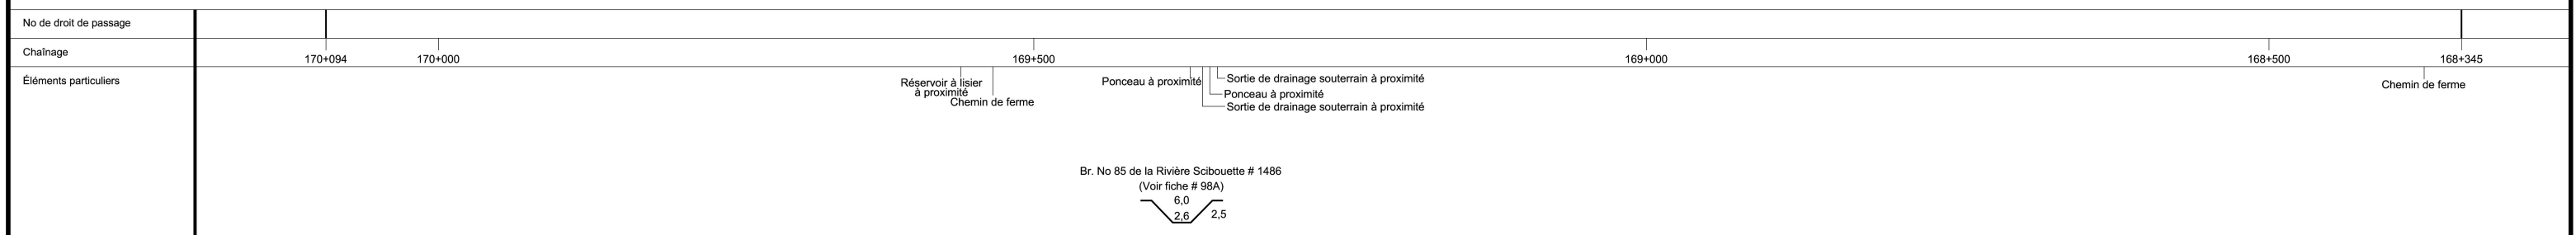 No de droit de passage
Chaînage
170+094
170+000
169+500
169+000
168+500
168+345
Éléments particuliers
Réservoir à lisier
à proximité
Chemin de ferme
Ponceau à proximité
Sortie de drainage souterrain à proximité
Ponceau à proximité
Sortie de drainage souterrain à proximité
Chemin de ferme
Br. No 85 de la Rivière Scibouette # 1486
(Voir fiche # 98A)
6,0
2,6
2,5